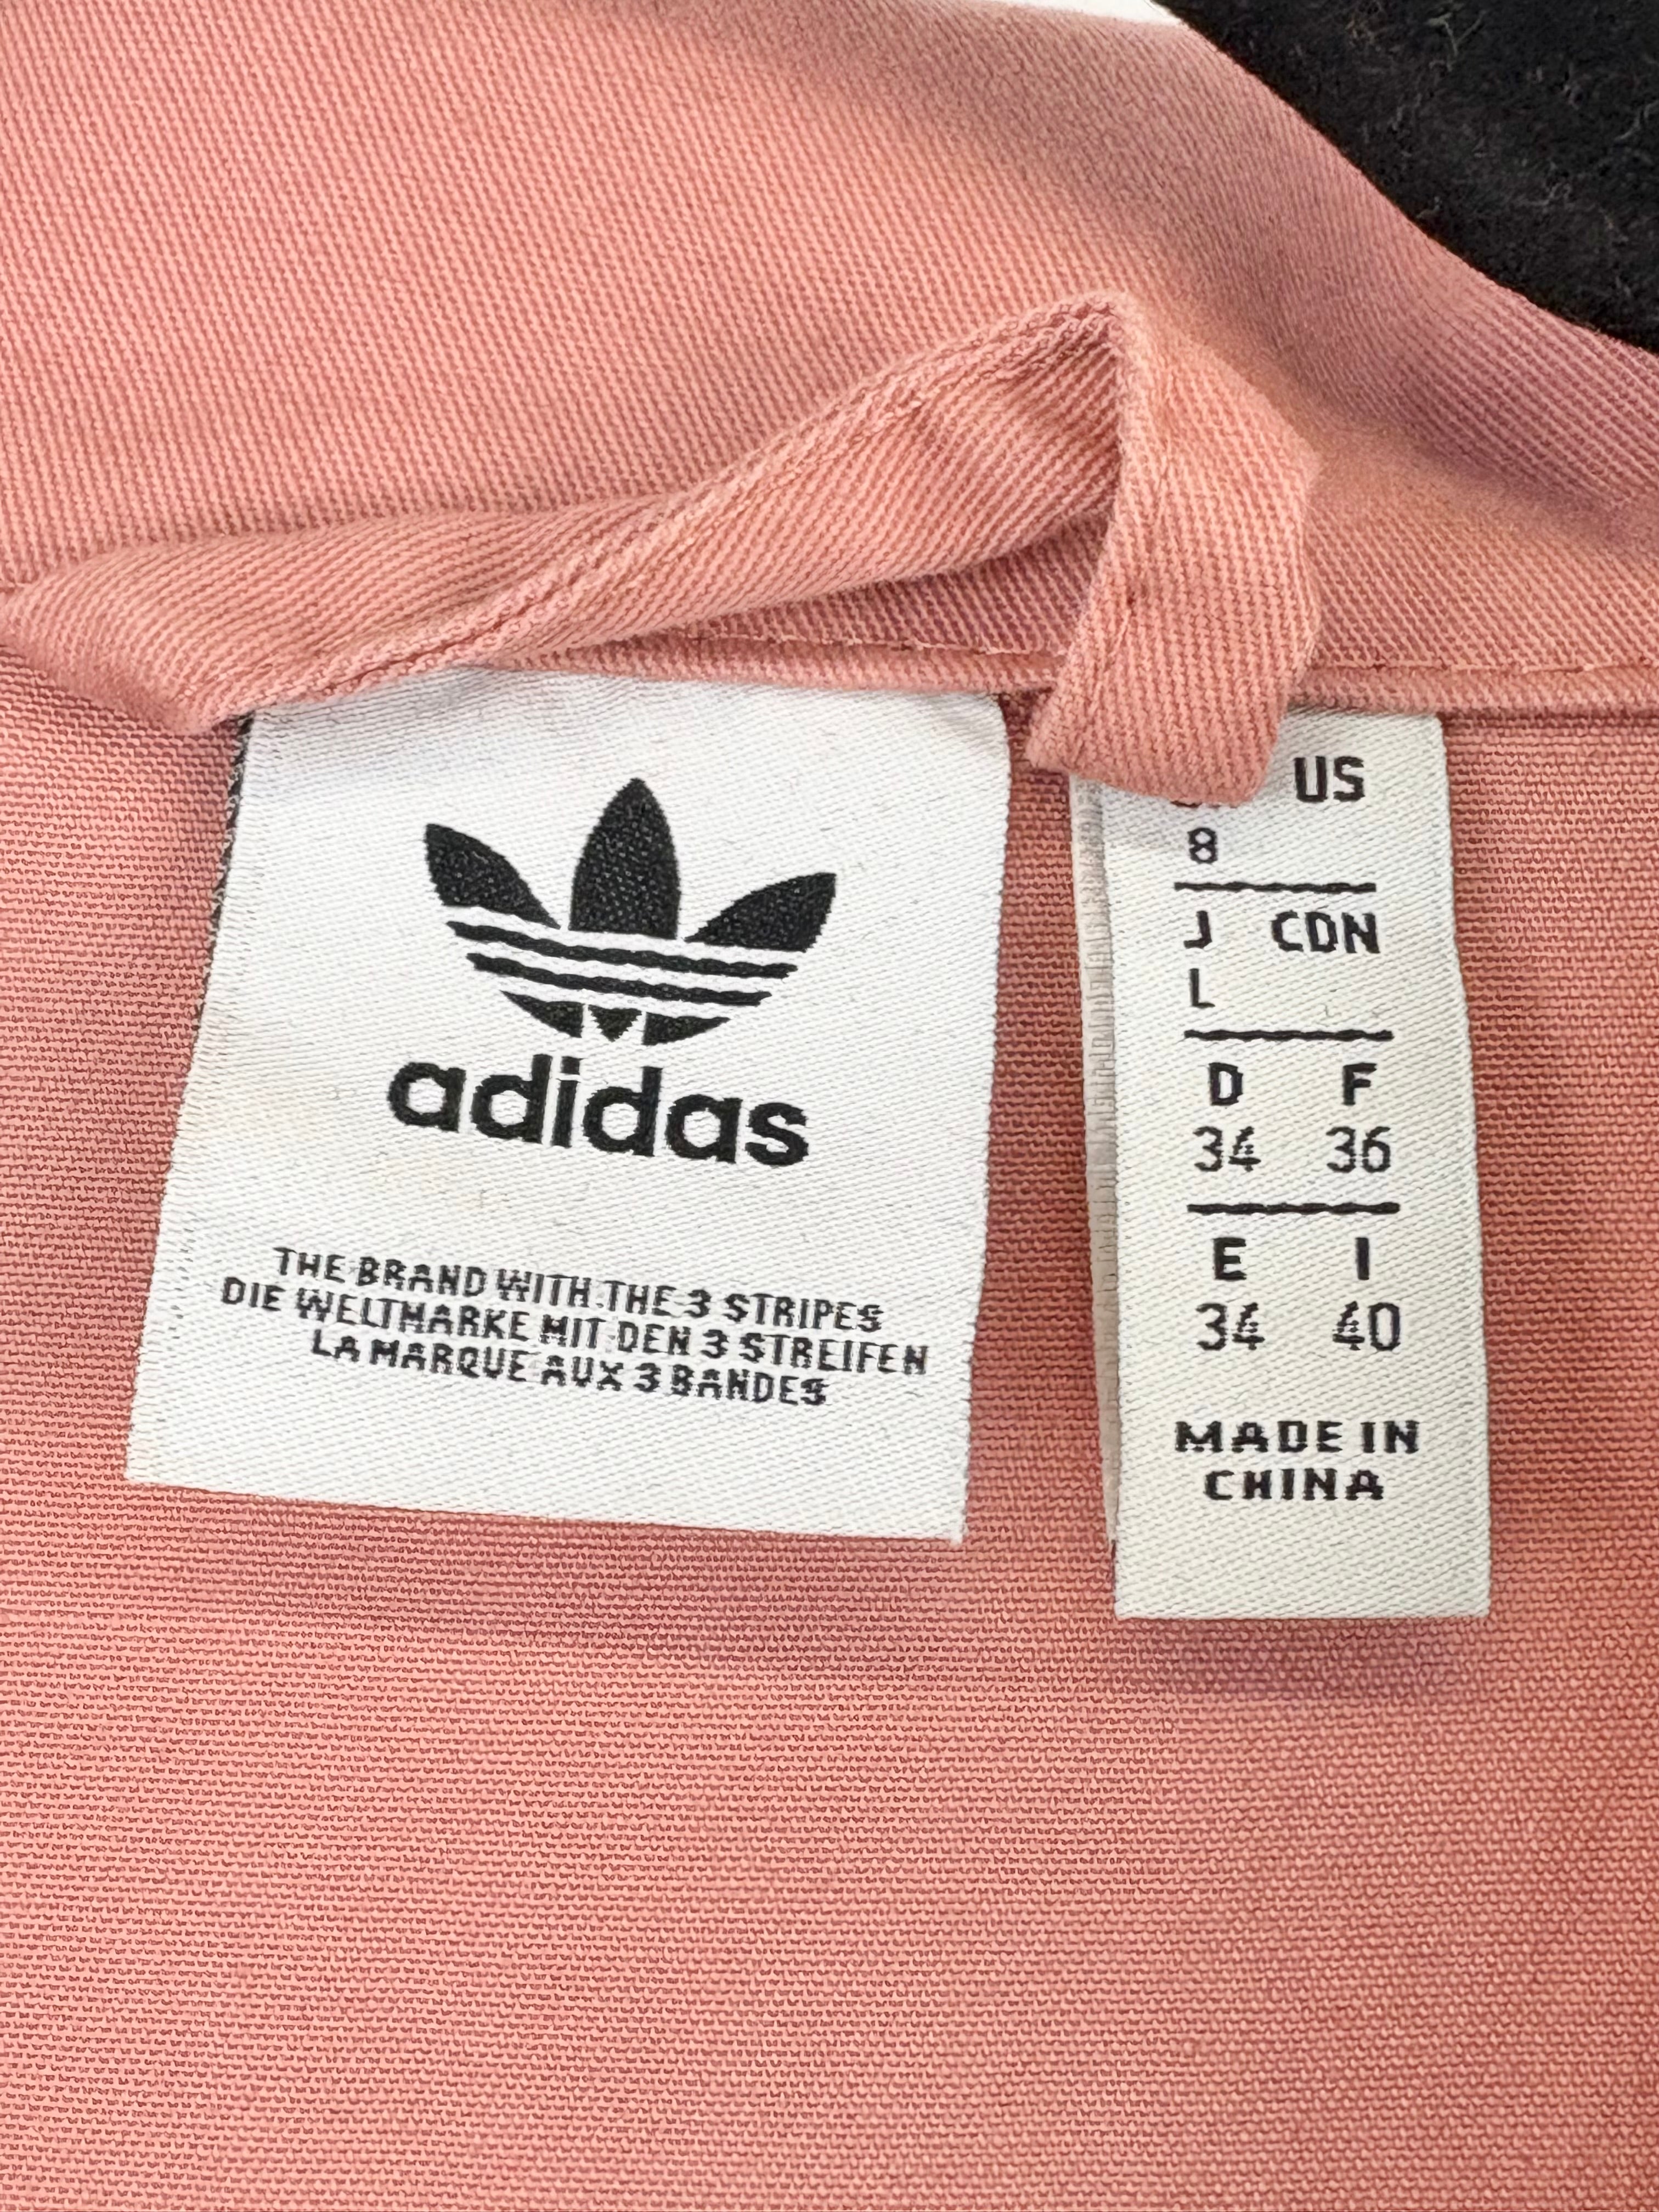 adidas
THE BRAND WITH THE 3 STRIPES
DIE WELTMARKE MIT DEN 3 STREIFEN
LA MARQUE AUX 3 BANDES
US
8
J CDN
L
D F
34 36
E I
34 40
MADE IN
CHINA